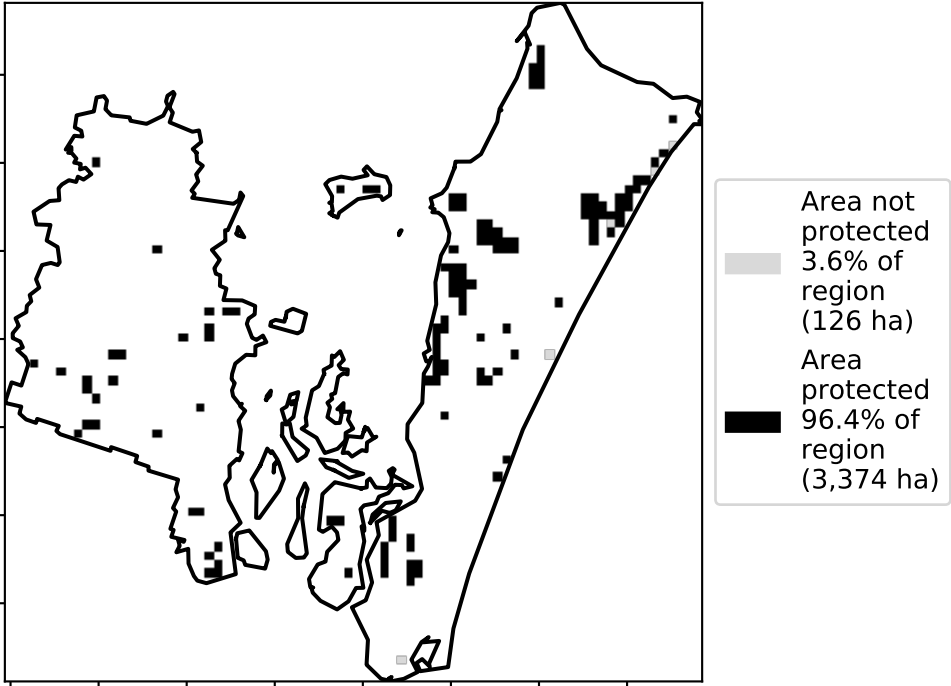 Area not
protected
3.6% of
region
(126 ha)
Area
protected
96.4% of
region
(3,374 ha)